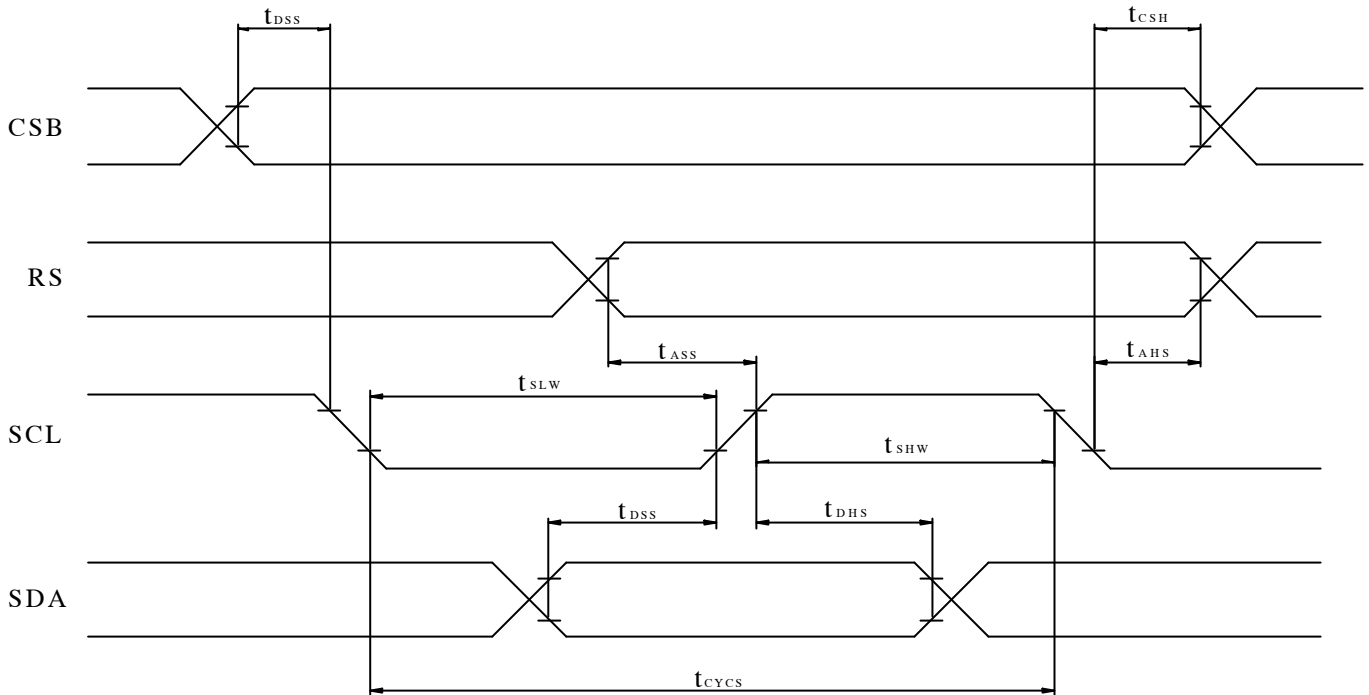 tDSS
tCSH
CSB
RS
tASS
tAHS
tSLW
SCL
tSHW
tDSS
tDHS
SDA
tCYCS